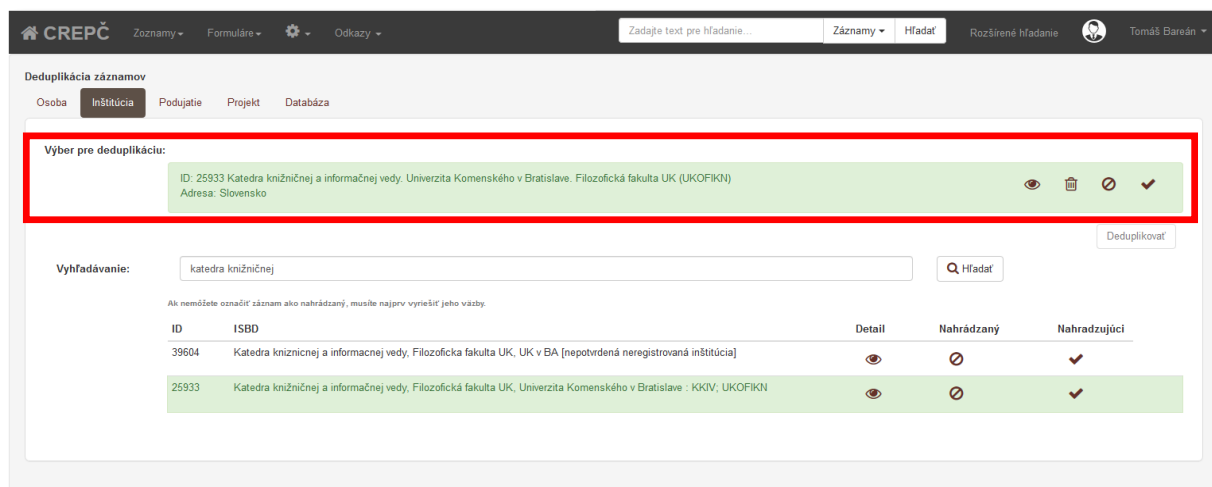 CREPČ Zoznamy Formuláre Odkazy Zadajte text pre hľadanie... Záznamy Hľadať Rozšírené hľadanie Tomáš Bareán
Deduplikácia záznamov
Osoba Inštitúcia Podujatie Projekt Databáza
Výber pre deduplikáciu:
ID: 25933 Katedra knižničnej a informačnej vedy. Univerzita Komenského v Bratislave. Filozofická fakulta UK (UKOFIKN)
Adresa: Slovensko
Deduplikovať
Vyhľadávanie: katedra knižničnej Hľadať
Ak nemôžete označiť záznam ako nahrádzaný, musíte najprv vyriešiť jeho väzby.
ID ISBD Detail Nahrádzaný Nahradzujúci
39604 Katedra kniznicnej a informacnej vedy, Filozoficka fakulta UK, UK v BA [nepotvrdená neregistrovaná inštitúcia]
25933 Katedra knižničnej a informačnej vedy, Filozofická fakulta UK, Univerzita Komenského v Bratislave : KKIV; UKOFIKN